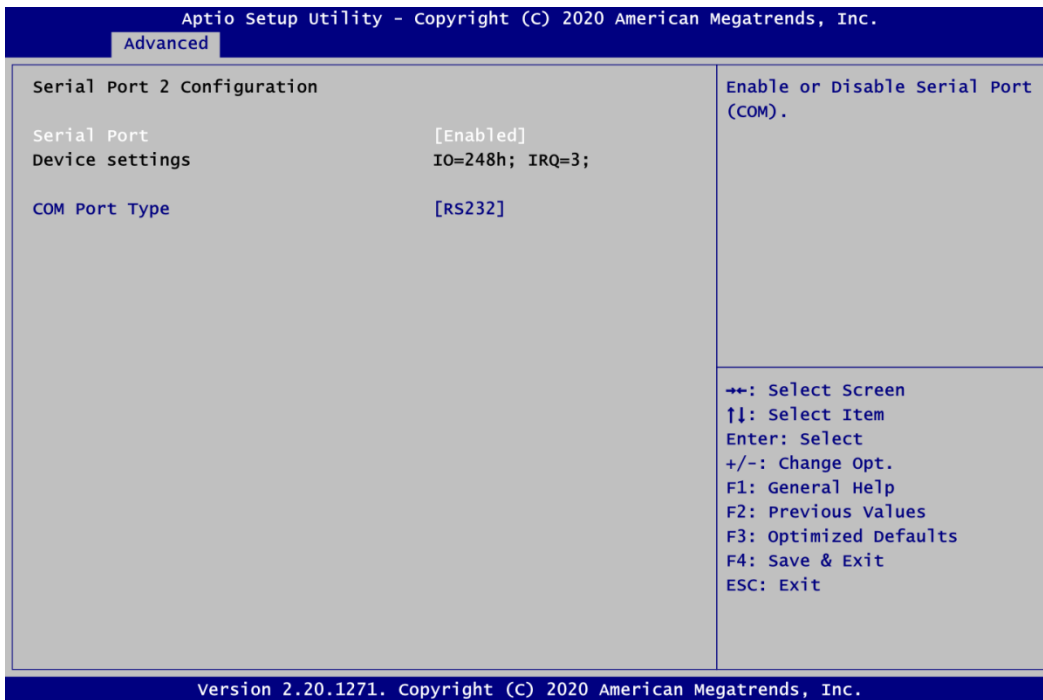 Aptio Setup Utility - Copyright (C) 2020 American Megatrends, Inc.
Advanced
Serial Port 2 Configuration
Serial Port [Enabled]
Device settings IO=248h; IRQ=3;
COM Port Type [RS232]
Enable or Disable Serial Port
(COM).
→←: Select Screen
↑↓: Select Item
Enter: Select
+/-: Change Opt.
F1: General Help
F2: Previous Values
F3: Optimized Defaults
F4: Save & Exit
ESC: Exit
Version 2.20.1271. Copyright (C) 2020 American Megatrends, Inc.